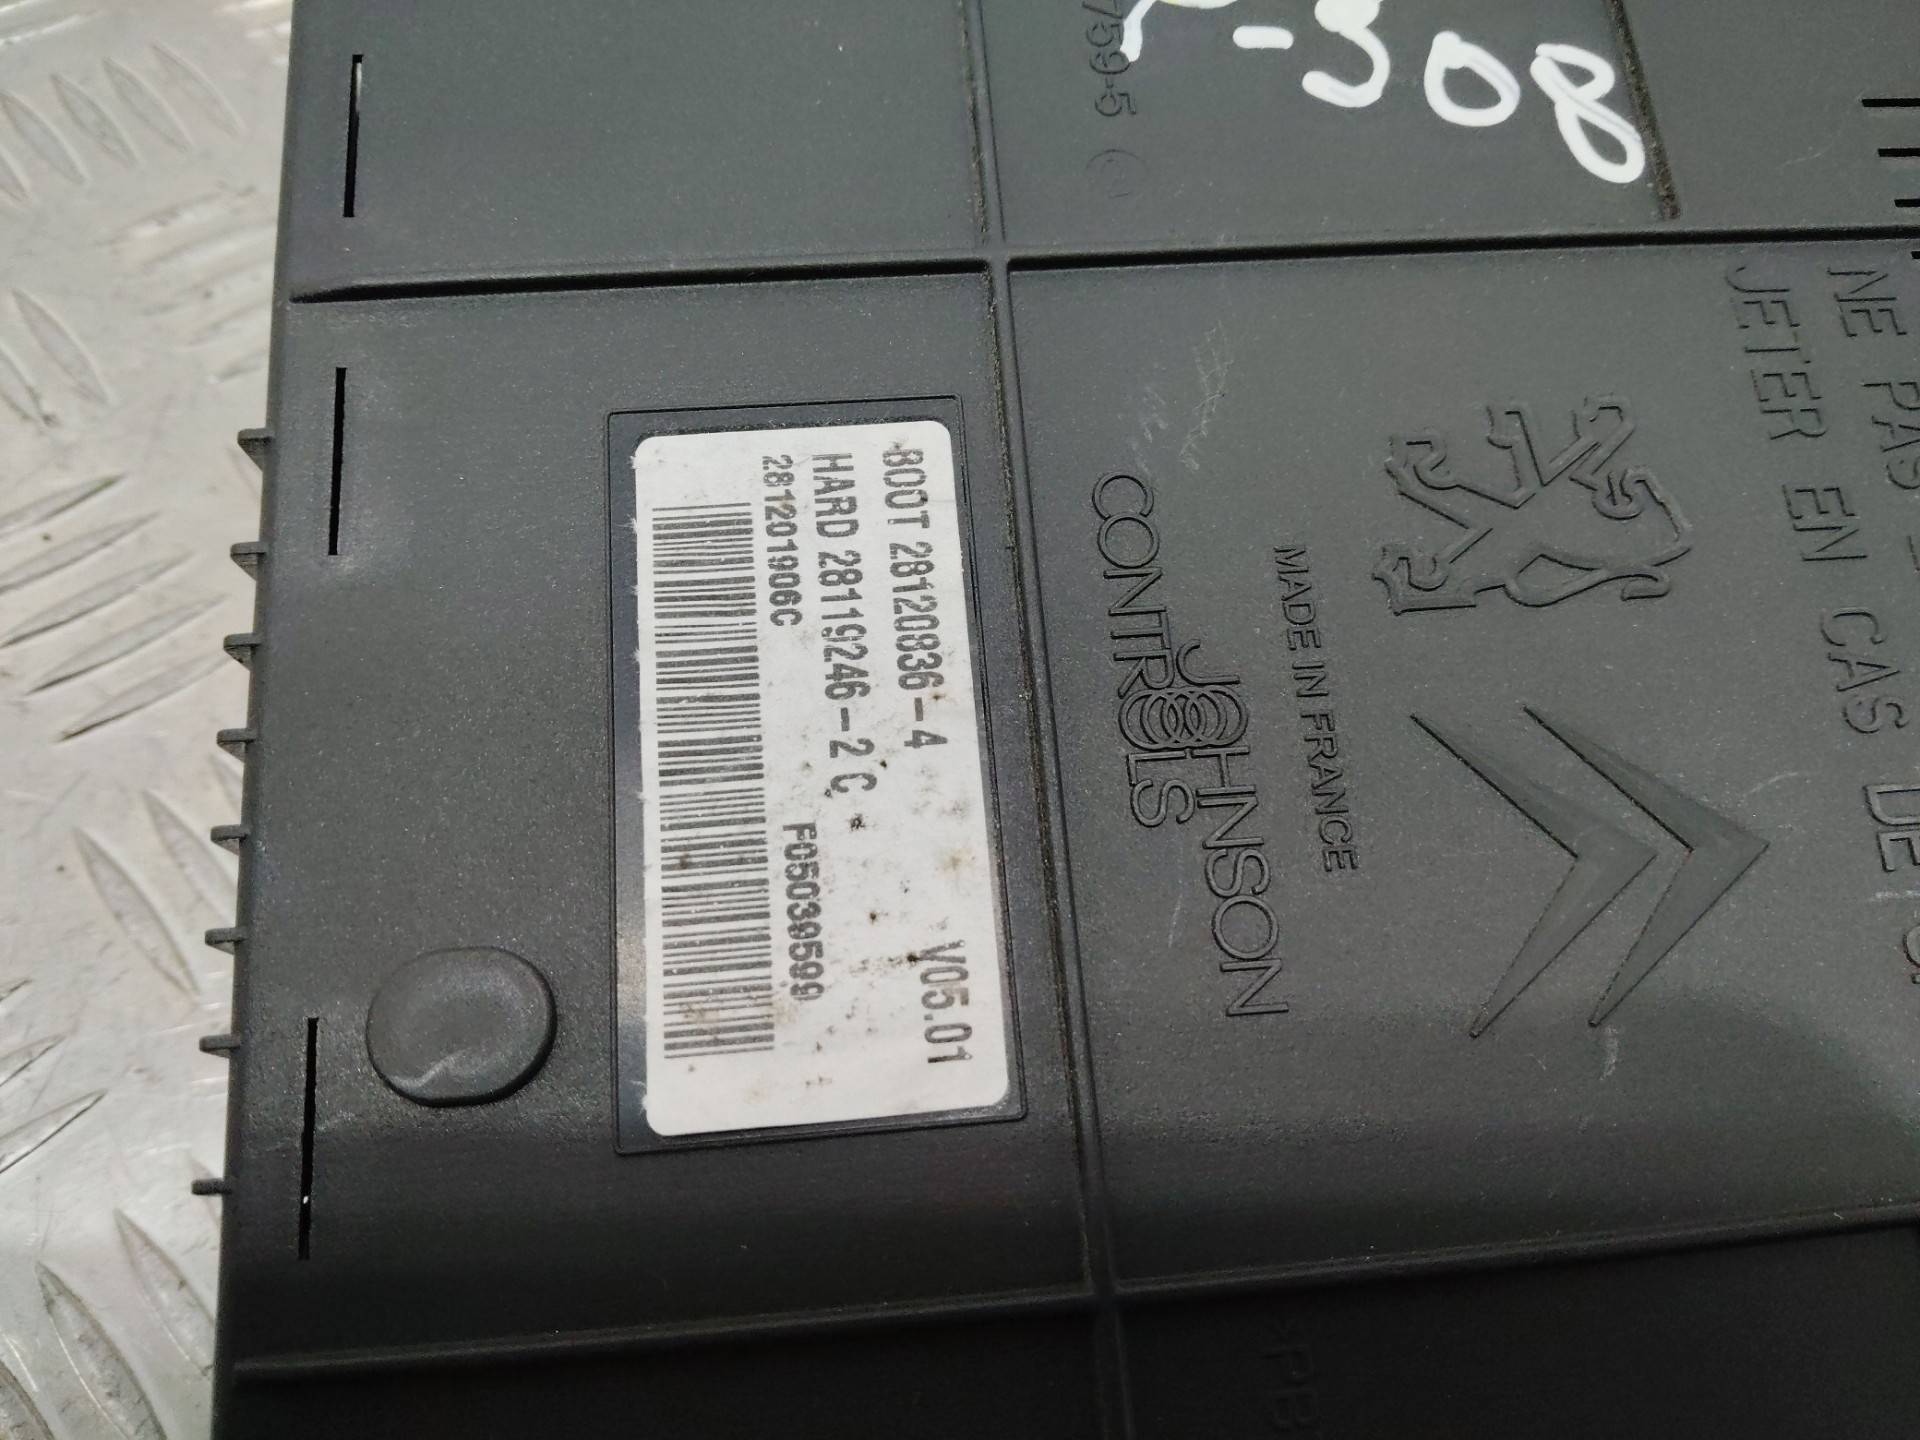 P-308
759-5
BOOT 28120836-4 V05.01
HARD 28119246-2 C
28120190​6C F05039599
JOHNSON
CONTROLS
MADE IN FRANCE
NE PAS
JETER EN CAS DE
>PB